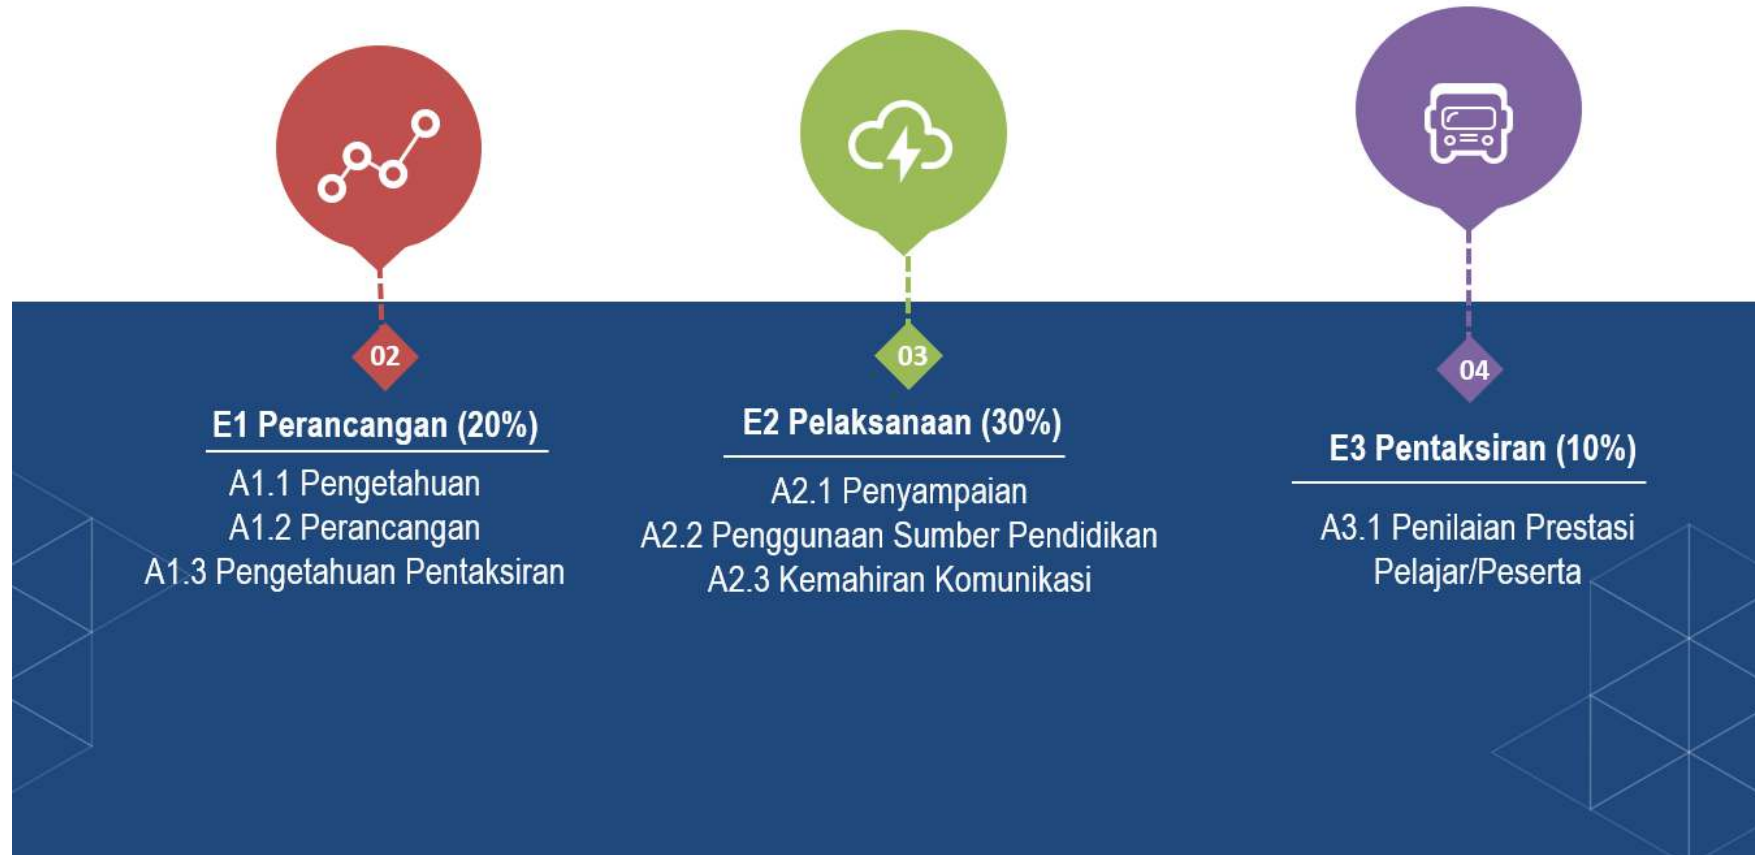 02
E1 Perancangan (20%)
A1.1 Pengetahuan
A1.2 Perancangan
A1.3 Pengetahuan Pentaksiran
03
E2 Pelaksanaan (30%)
A2.1 Penyampaian
A2.2 Penggunaan Sumber Pendidikan
A2.3 Kemahiran Komunikasi
04
E3 Pentaksiran (10%)
A3.1 Penilaian Prestasi
Pelajar/Peserta